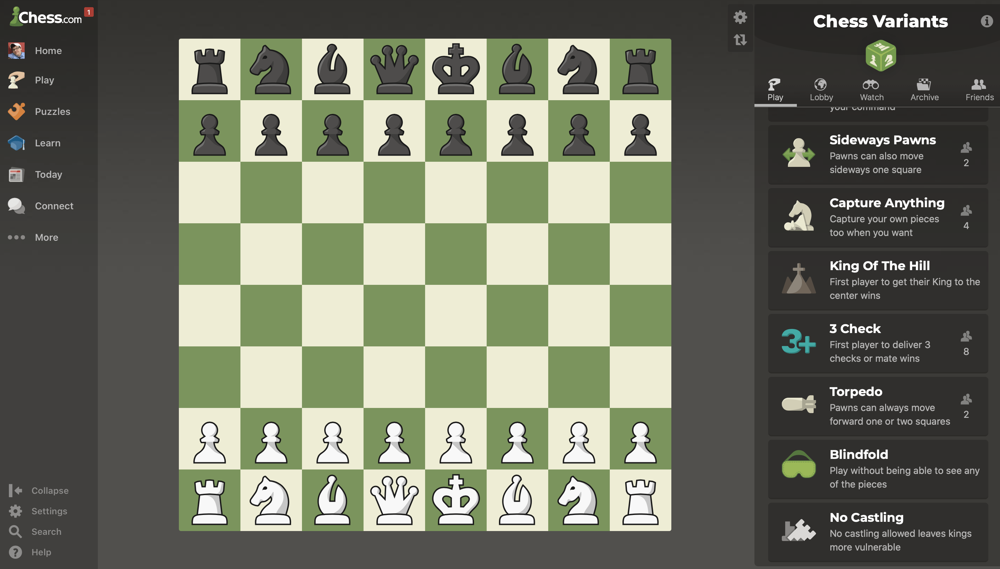 Chess.com
1
Home
Play
Puzzles
Learn
Today
Connect
More
Collapse
Settings
Search
Help
Chess Variants
Play
Lobby
Watch
Archive
Friends
your command
Sideways Pawns
Pawns can also move
sideways one square
2
Capture Anything
Capture your own pieces
too when you want
4
King Of The Hill
First player to get their King to the
center wins
3+
3 Check
First player to deliver 3
checks or mate wins
8
Torpedo
Pawns can always move
forward one or two squares
2
Blindfold
Play without being able to see any
of the pieces
No Castling
No castling allowed leaves kings
more vulnerable